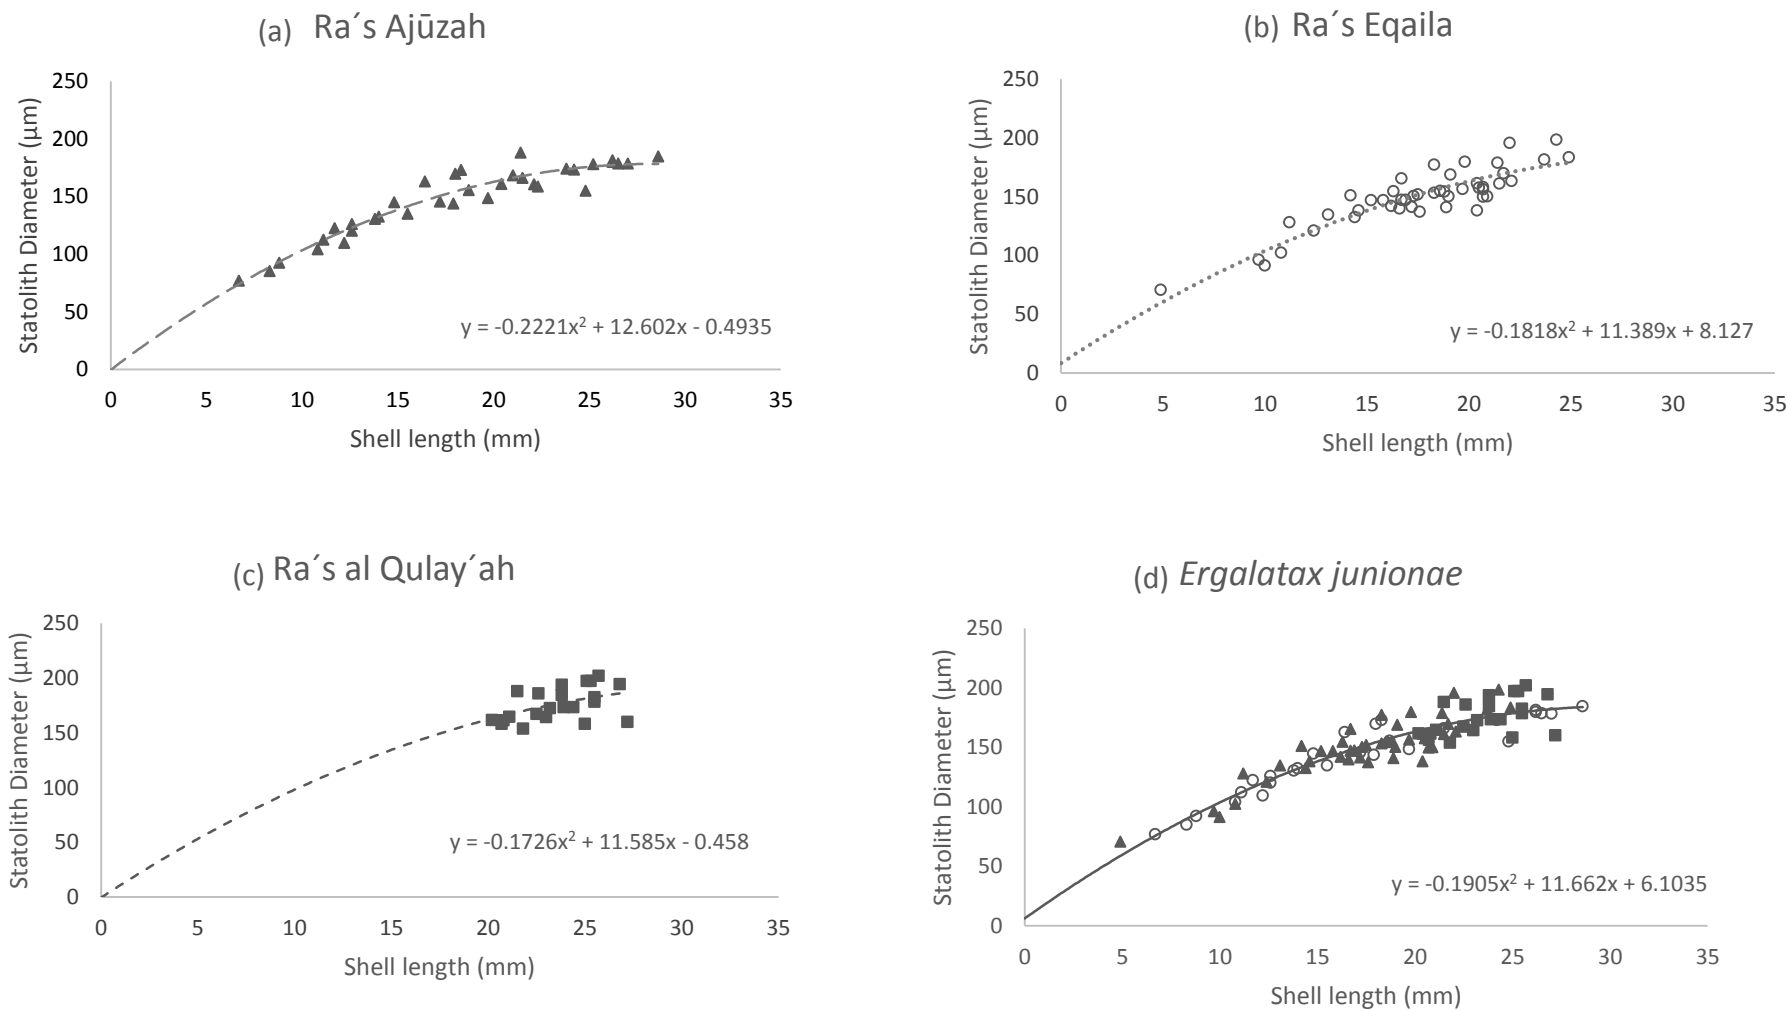 (a) Ra´s Ajūzah
250
200
150
100
50
0
Statolith Diameter (µm)
y = -0.2221x² + 12.602x - 0.4935
0 5 10 15 20 25 30 35
Shell length (mm)
(b) Ra´s Eqaila
250
200
150
100
50
0
Statolith Diameter (µm)
y = -0.1818x² + 11.389x + 8.127
0 5 10 15 20 25 30 35
Shell length (mm)
(c) Ra´s al Qulay´ah
250
200
150
100
50
0
Statolith Diameter (µm)
y = -0.1726x² + 11.585x - 0.458
0 5 10 15 20 25 30 35
Shell length (mm)
(d) Ergalatax junionae
250
200
150
100
50
0
Statolith Diameter (µm)
y = -0.1905x² + 11.662x + 6.1035
0 5 10 15 20 25 30 35
Shell length (mm)